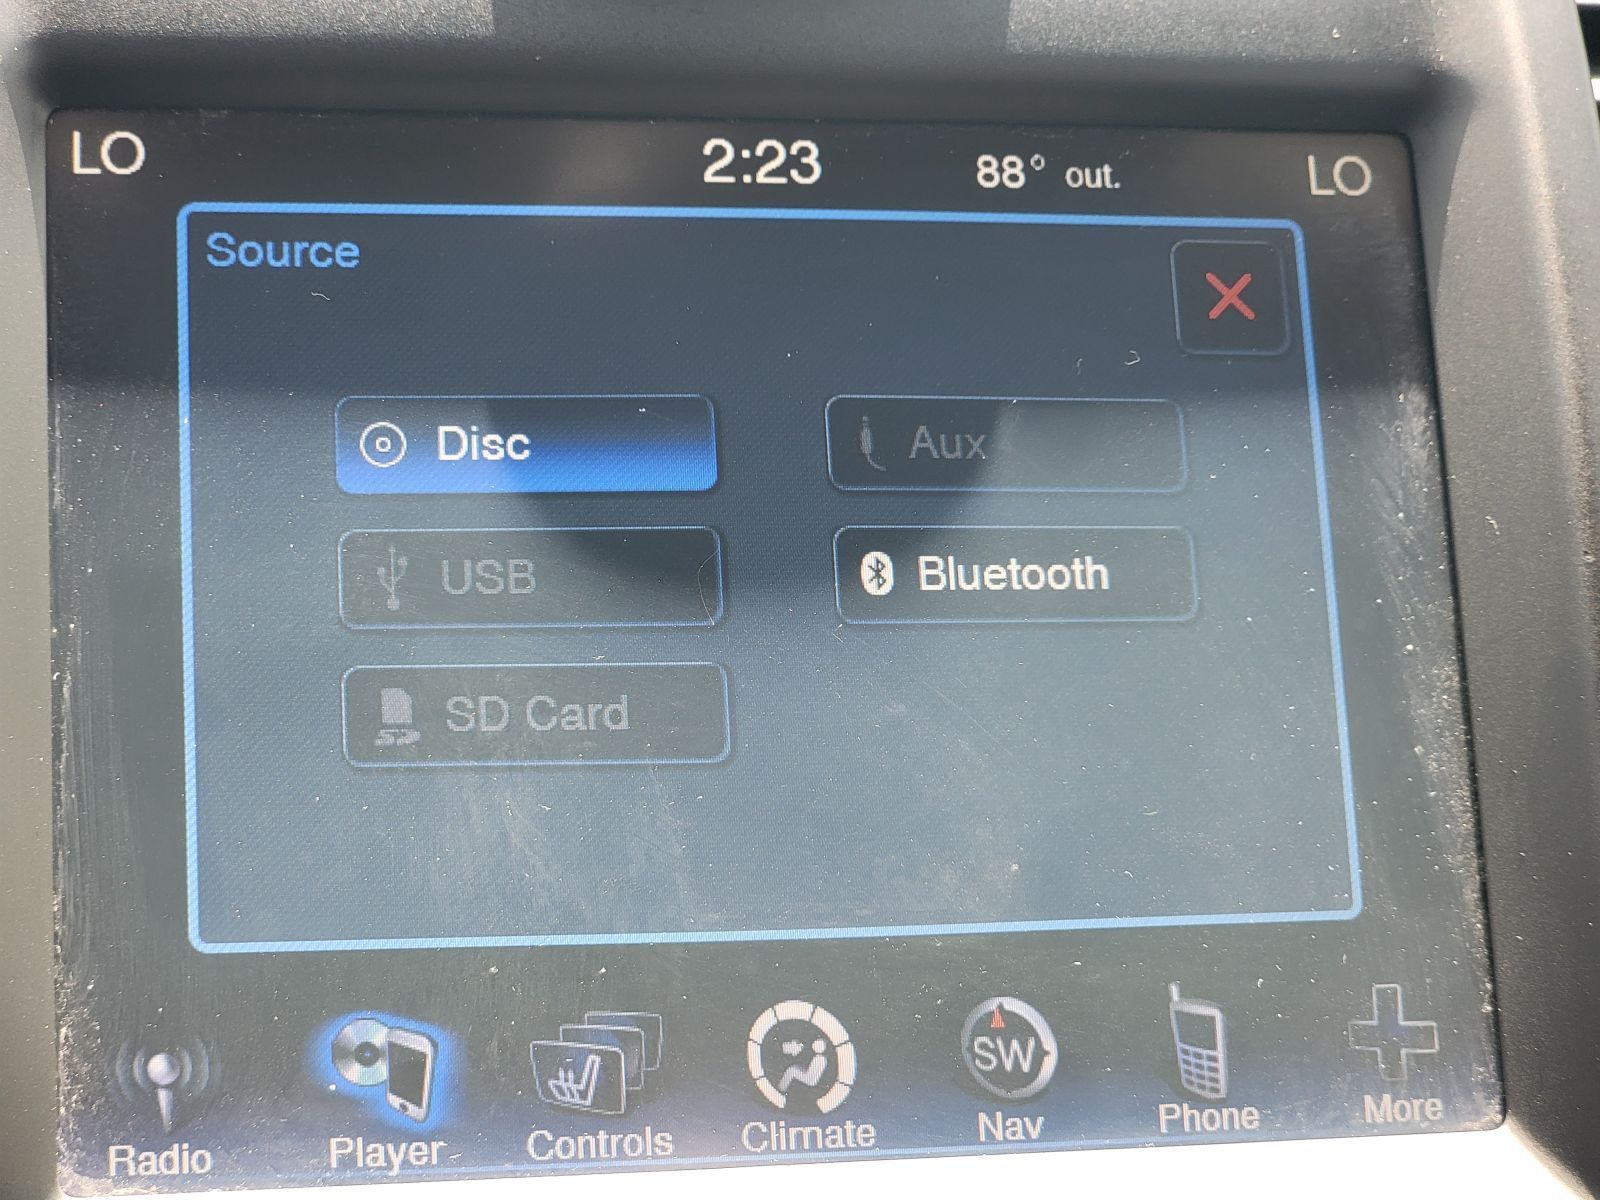 LO 2:23 88° out. LO
Source
Disc
Aux
USB
Bluetooth
SD Card
SW
Radio Player Controls Climate Nav Phone More